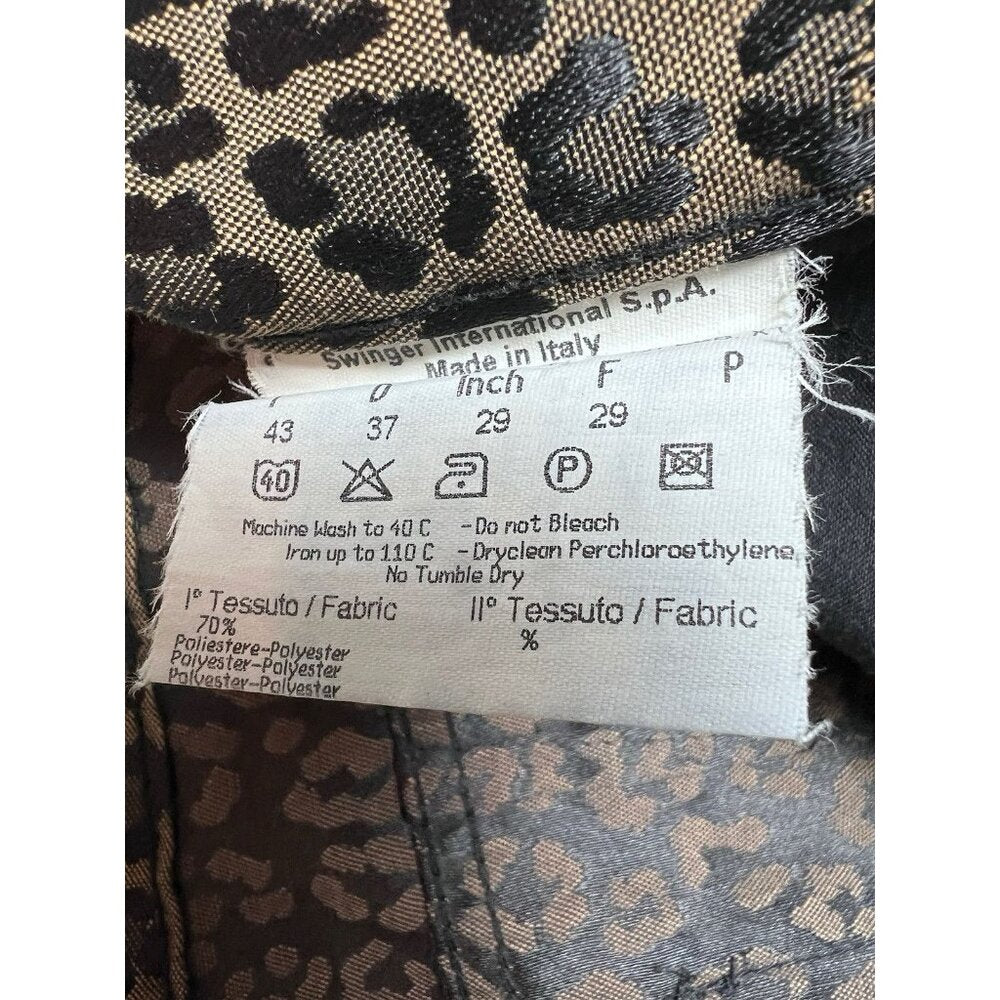 Swinger International S.p.A.
Made in Italy
D Inch F P
43 37 29 29
40 P
Machine Wash to 40 C - Do not Bleach
Iron up to 110 C - Dryclean Perchloroethylene
No Tumble Dry
I° Tessuto / Fabric II° Tessuto / Fabric
70% %
Poliestere-Polyester
Polyester-Polyester
Polyester-Polyester